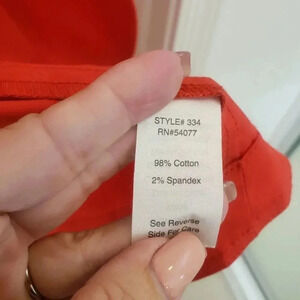 STYLE# 334
RN#54077
98% Cotton
2% Spandex
See Reverse
Side For Care